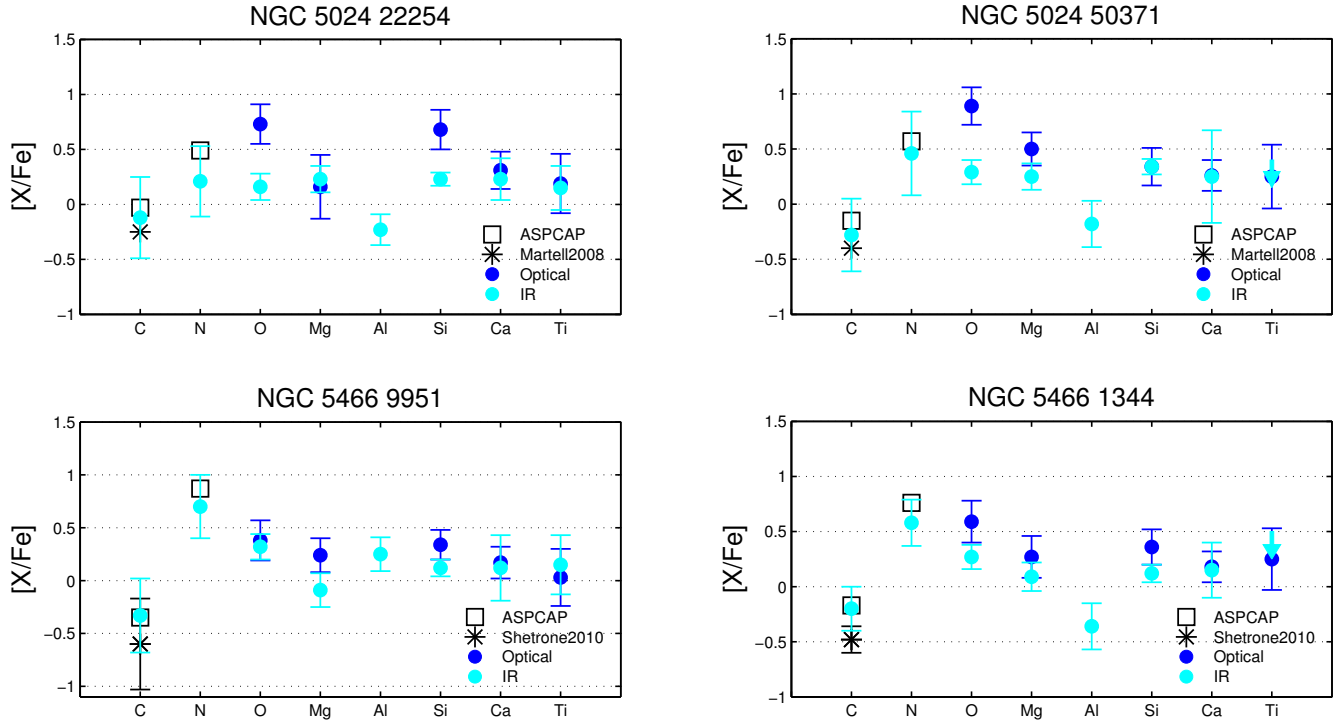 NGC 5024 22254
[X/Fe]
1.5
1
0.5
0
−0.5
−1
C N O Mg Al Si Ca Ti
ASPCAP
Martell2008
Optical
IR
NGC 5024 50371
[X/Fe]
1.5
1
0.5
0
−0.5
−1
C N O Mg Al Si Ca Ti
ASPCAP
Martell2008
Optical
IR
NGC 5466 9951
[X/Fe]
1.5
1
0.5
0
−0.5
−1
C N O Mg Al Si Ca Ti
ASPCAP
Shetrone2010
Optical
IR
NGC 5466 1344
[X/Fe]
1.5
1
0.5
0
−0.5
−1
C N O Mg Al Si Ca Ti
ASPCAP
Shetrone2010
Optical
IR